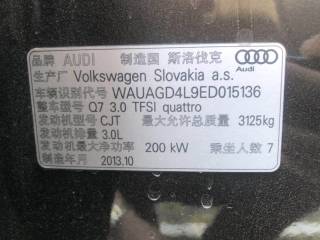 品牌 AUDI 制造国 斯洛伐克
Audi
生产厂 Volkswagen Slovakia a.s.
车辆识别代号 WAUAGD4L9ED015136
整车型号 Q7 3.0 TFSI quattro
发动机型号 CJT 最大允许总质量 3125kg
发动机排量 3.0L
发动机最大净功率 200 kW 乘坐人数 7
制造年月 2013.10